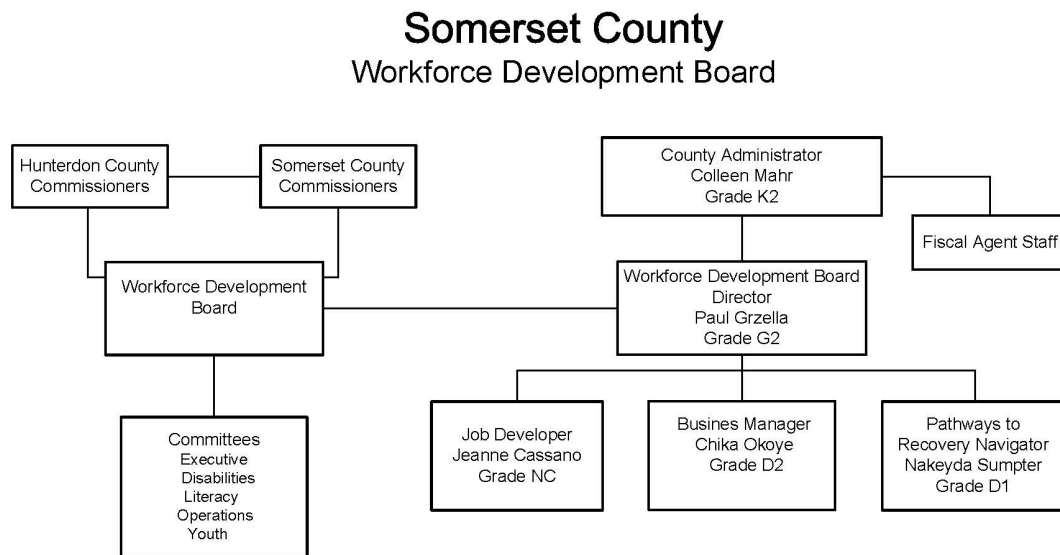 Somerset County
Workforce Development Board
Hunterdon County
Commissioners
Somerset County
Commissioners
County Administrator
Colleen Mahr
Grade K2
Fiscal Agent Staff
Workforce Development
Board
Workforce Development Board
Director
Paul Grzella
Grade G2
Committees
Executive
Disabilities
Literacy
Operations
Youth
Job Developer
Jeanne Cassano
Grade NC
Busines Manager
Chika Okoye
Grade D2
Pathways to
Recovery Navigator
Nakeyda Sumpter
Grade D1